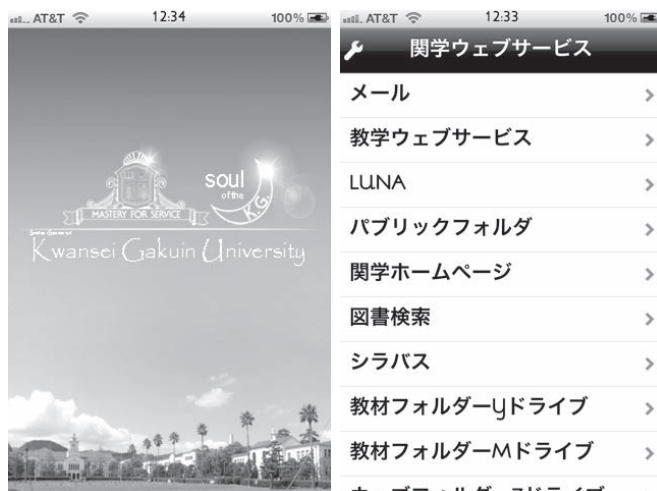 AT&T 12:34 100%
MASTERY FOR SERVICE
soul
of the
K.G.
Kwansei Gakuin University
AT&T 12:33 100%
関学ウェブサービス
メール
教学ウェブサービス
LUNA
パブリックフォルダ
関学ホームページ
図書検索
シラバス
教材フォルダーYドライブ
教材フォルダーMドライブ